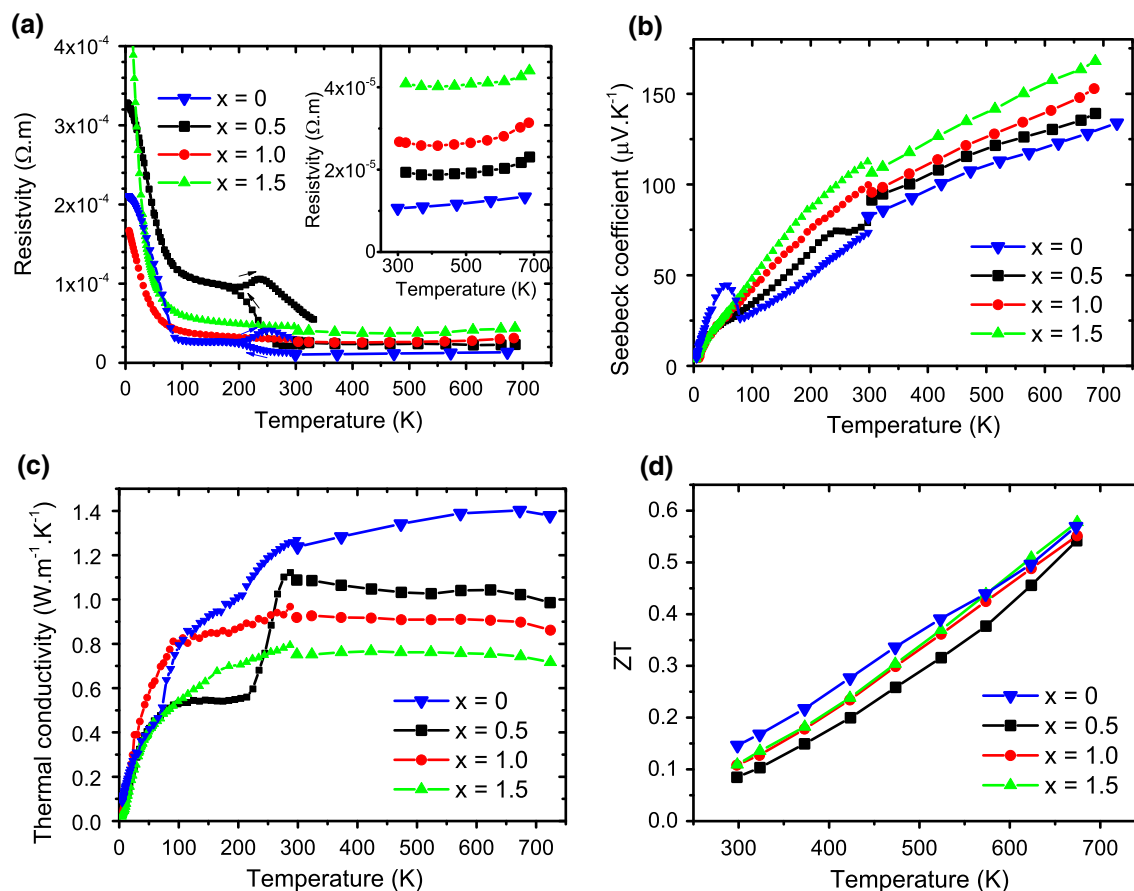 (a)
4x10-4
3x10-4
2x10-4
1x10-4
0
Resistivity (Ω.m)
x = 0
x = 0.5
x = 1.0
x = 1.5
0 100 200 300 400 500 600 700
Temperature (K)
4x10-5
2x10-5
0
Resistvity (Ω.m)
300 400 500 600 700
Temperature (K)
(b)
150
100
50
0
Seebeck coefficient (μV.K-1)
x = 0
x = 0.5
x = 1.0
x = 1.5
0 100 200 300 400 500 600 700
Temperature (K)
(c)
1.4
1.2
1.0
0.8
0.6
0.4
0.2
0.0
Thermal conductivity (W.m-1.K-1)
x = 0
x = 0.5
x = 1.0
x = 1.5
0 100 200 300 400 500 600 700
Temperature (K)
(d)
0.6
0.5
0.4
0.3
0.2
0.1
0.0
ZT
x = 0
x = 0.5
x = 1.0
x = 1.5
300 400 500 600 700
Temperature (K)